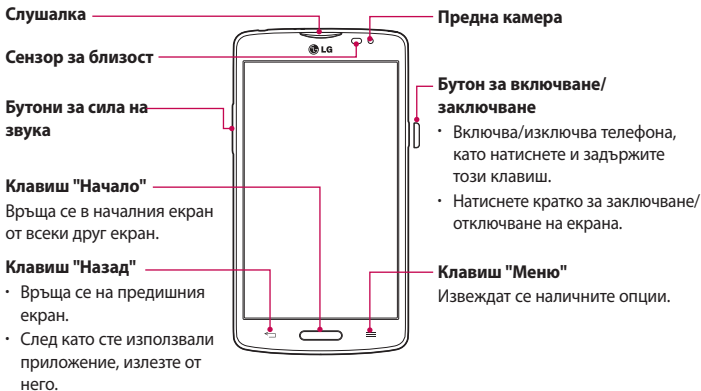 Слушалка
Сензор за близост
Бутони за сила на
звука
Клавиш "Начало"
Връща се в началния екран
от всеки друг екран.
Клавиш "Назад"
• Връща се на предишния
екран.
• След като сте използвали
приложение, излезте от
него.
LG
Предна камера
Бутон за включване/
заключване
• Включва/изключва телефона,
като натиснете и задържите
този клавиш.
• Натиснете кратко за заключване/
отключване на екрана.
Клавиш "Меню"
Извеждат се наличните опции.